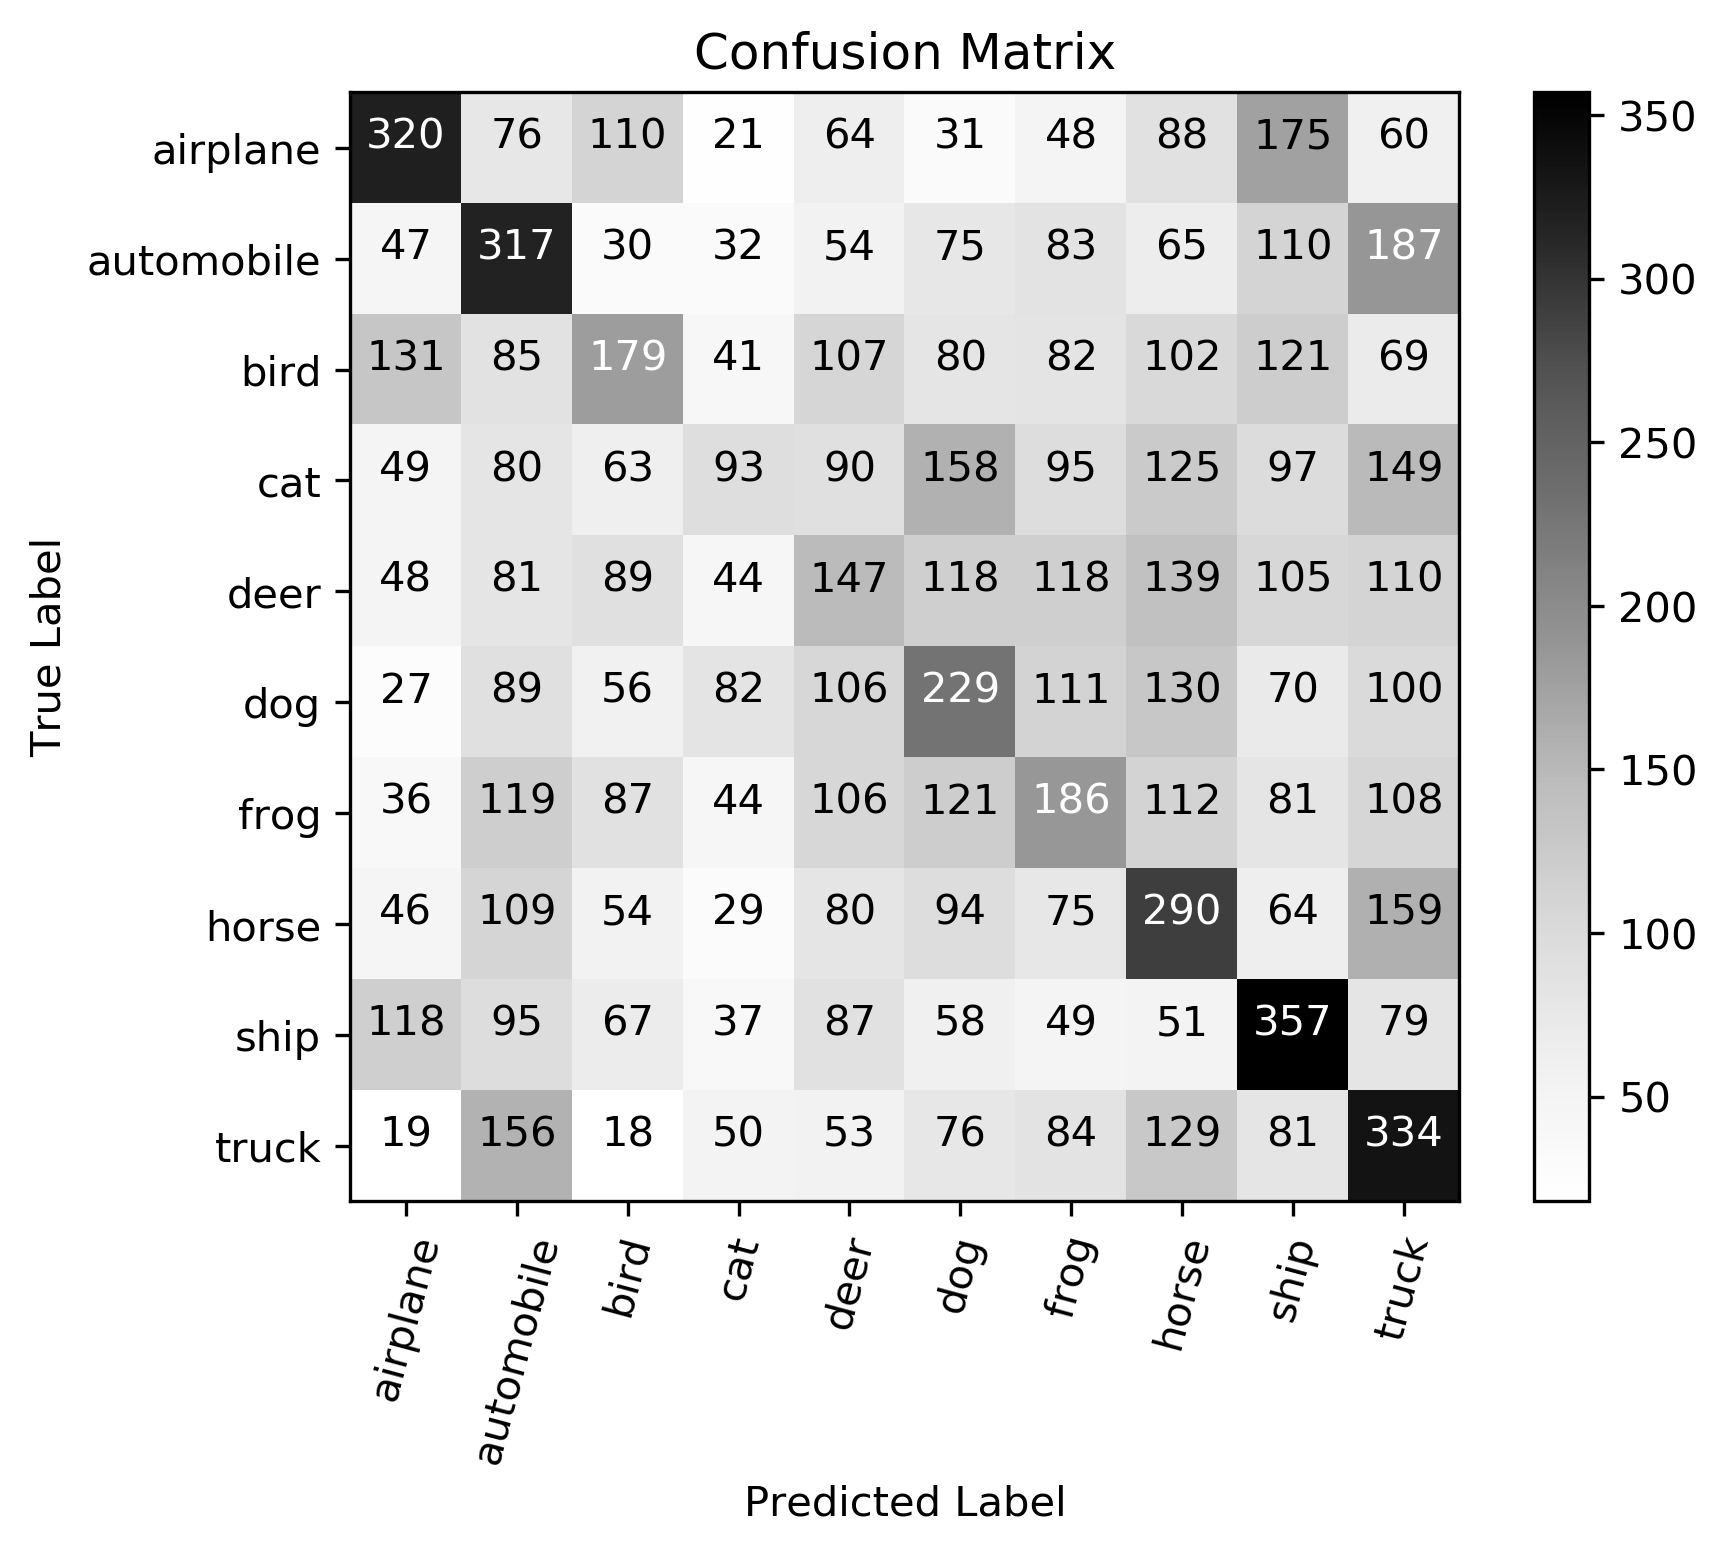 Confusion Matrix
airplane 320 76 110 21 64 31 48 88 175 60
automobile 47 317 30 32 54 75 83 65 110 187
bird 131 85 179 41 107 80 82 102 121 69
cat 49 80 63 93 90 158 95 125 97 149
deer 48 81 89 44 147 118 118 139 105 110
dog 27 89 56 82 106 229 111 130 70 100
frog 36 119 87 44 106 121 186 112 81 108
horse 46 109 54 29 80 94 75 290 64 159
ship 118 95 67 37 87 58 49 51 357 79
truck 19 156 18 50 53 76 84 129 81 334
True Label
airplane automobile bird cat deer dog frog horse ship truck
Predicted Label
350
300
250
200
150
100
50